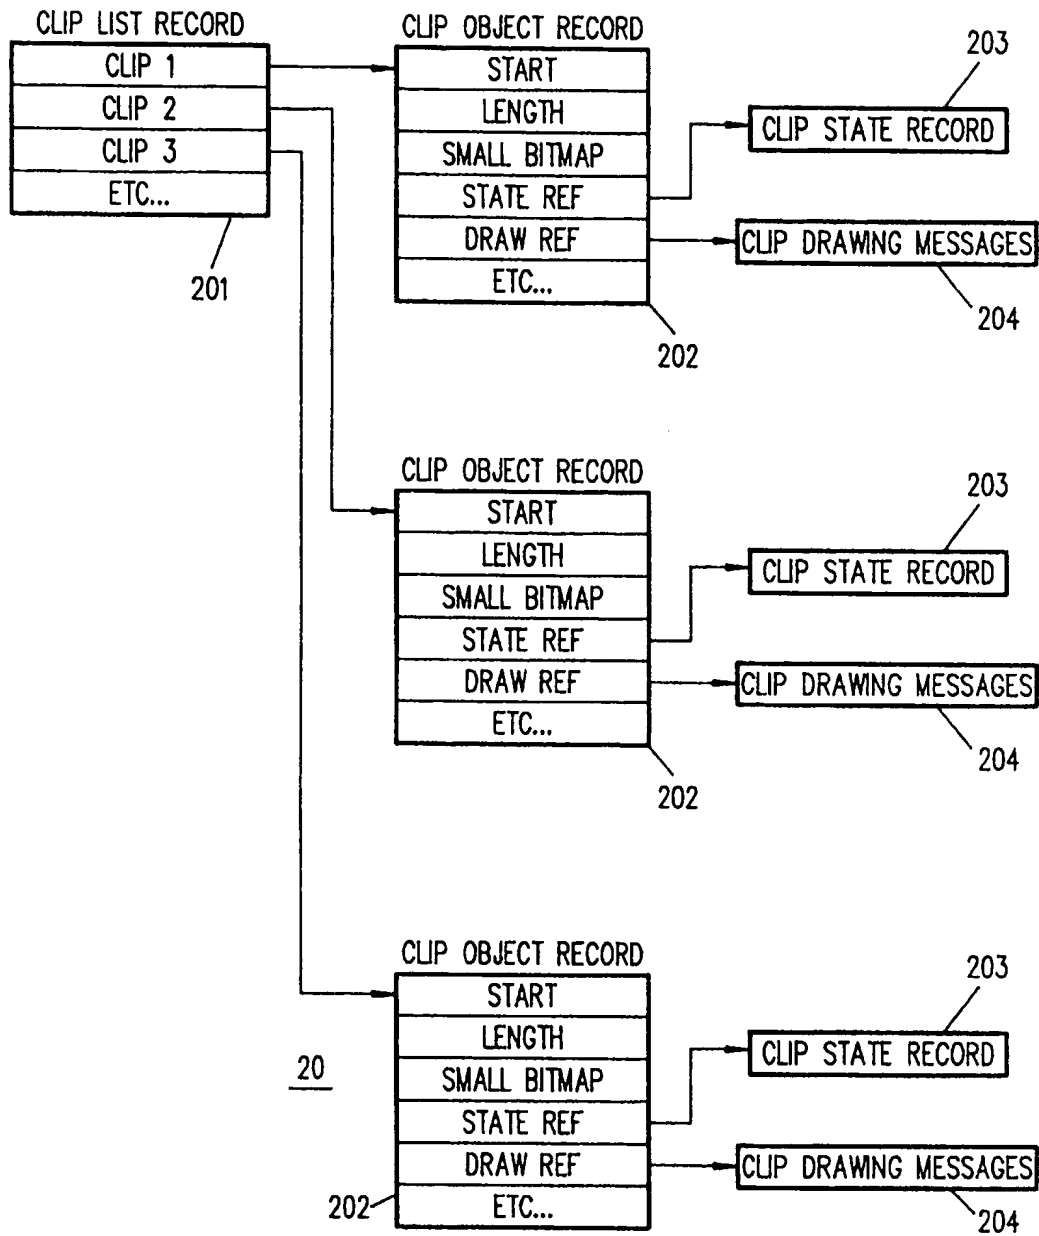 CLIP LIST RECORD
CLIP 1
CLIP 2
CLIP 3
ETC...
201
CLIP OBJECT RECORD
START
LENGTH
SMALL BITMAP
STATE REF
DRAW REF
ETC...
202
203
CLIP STATE RECORD
CLIP DRAWING MESSAGES
204
CLIP OBJECT RECORD
START
LENGTH
SMALL BITMAP
STATE REF
DRAW REF
ETC...
202
203
CLIP STATE RECORD
CLIP DRAWING MESSAGES
204
20
CLIP OBJECT RECORD
START
LENGTH
SMALL BITMAP
STATE REF
DRAW REF
ETC...
202
203
CLIP STATE RECORD
CLIP DRAWING MESSAGES
204